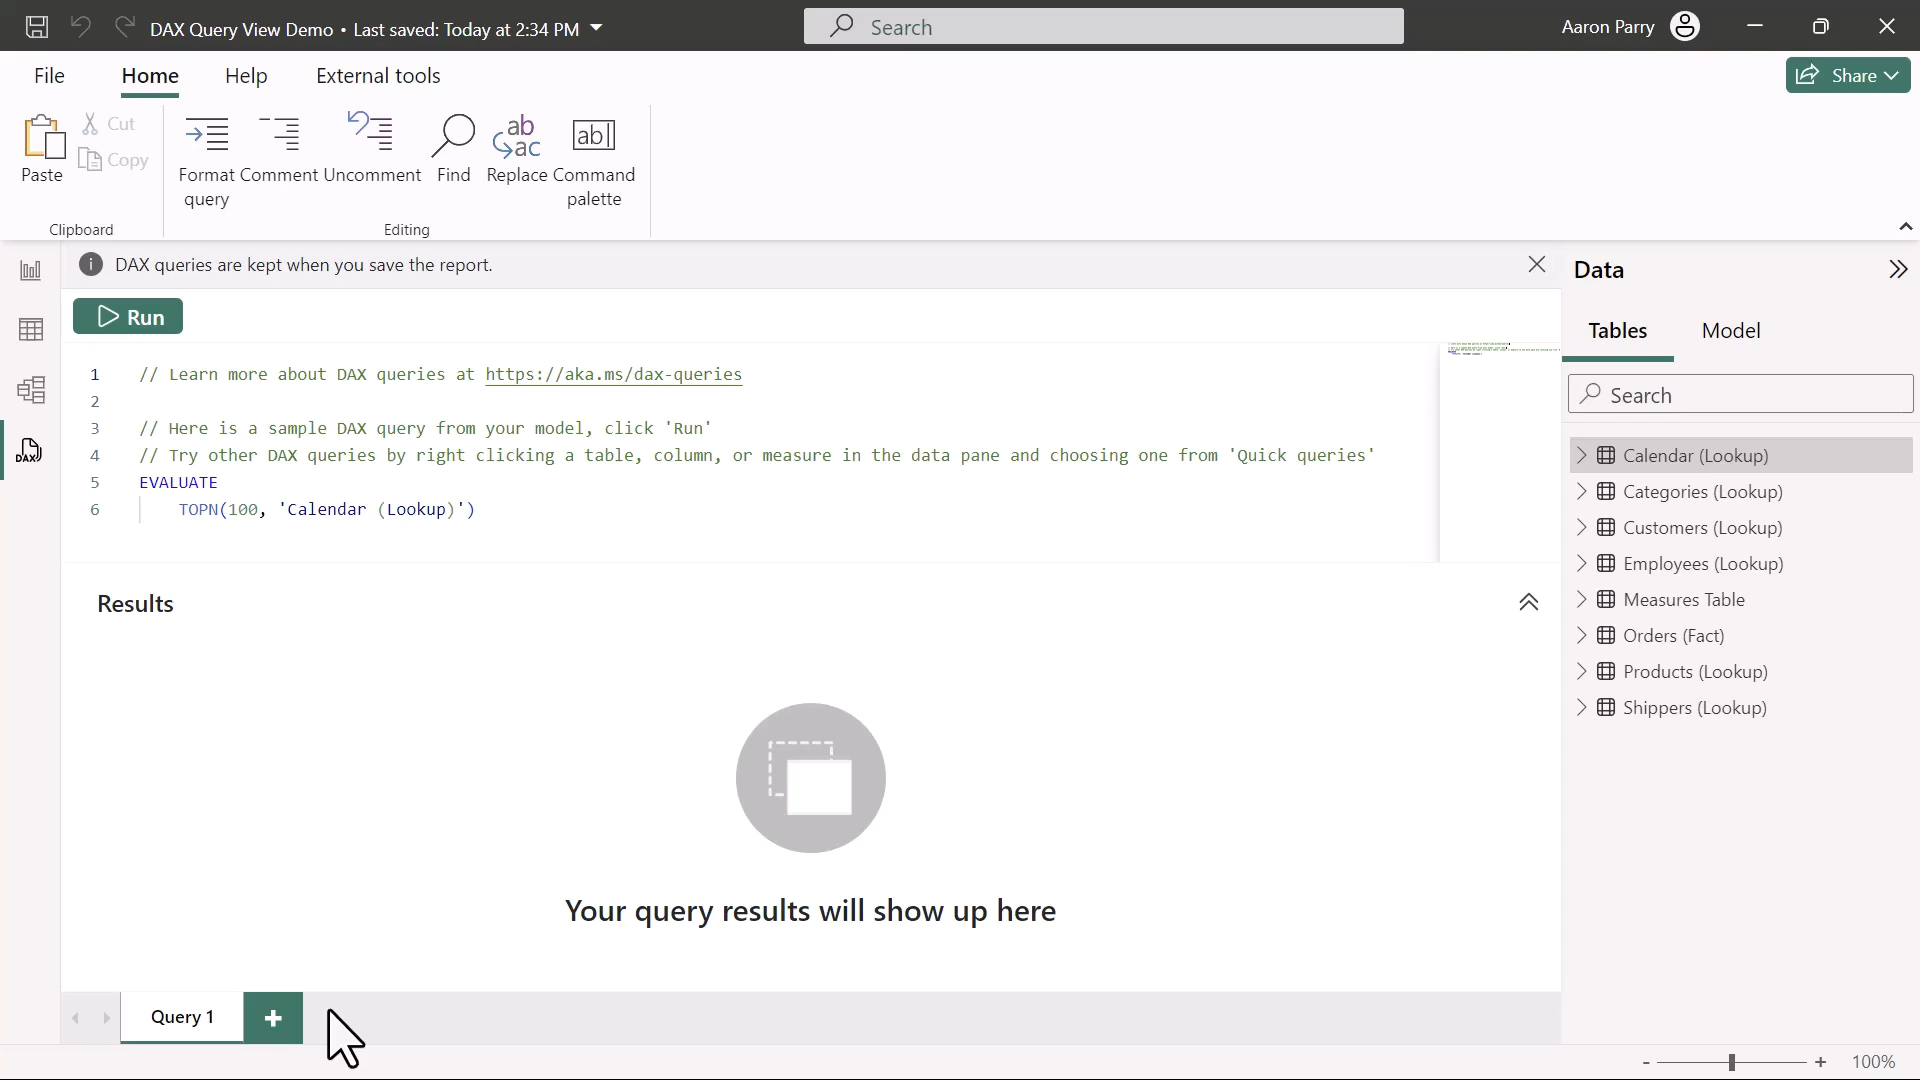 DAX Query View Demo • Last saved: Today at 2:34 PM
Search
Aaron Parry
File
Home
Help
External tools
Share
Paste
Cut
Copy
Clipboard
Format query
Comment
Uncomment
Find
Replace
Command palette
Editing
DAX queries are kept when you save the report.
Run
1 // Learn more about DAX queries at https://aka.ms/dax-queries
2
3 // Here is a sample DAX query from your model, click 'Run'
4 // Try other DAX queries by right clicking a table, column, or measure in the data pane and choosing one from 'Quick queries'
5 EVALUATE
6 TOPN(100, 'Calendar (Lookup)')
Results
Your query results will show up here
Query 1
Data
Tables
Model
Search
Calendar (Lookup)
Categories (Lookup)
Customers (Lookup)
Employees (Lookup)
Measures Table
Orders (Fact)
Products (Lookup)
Shippers (Lookup)
- + 100%